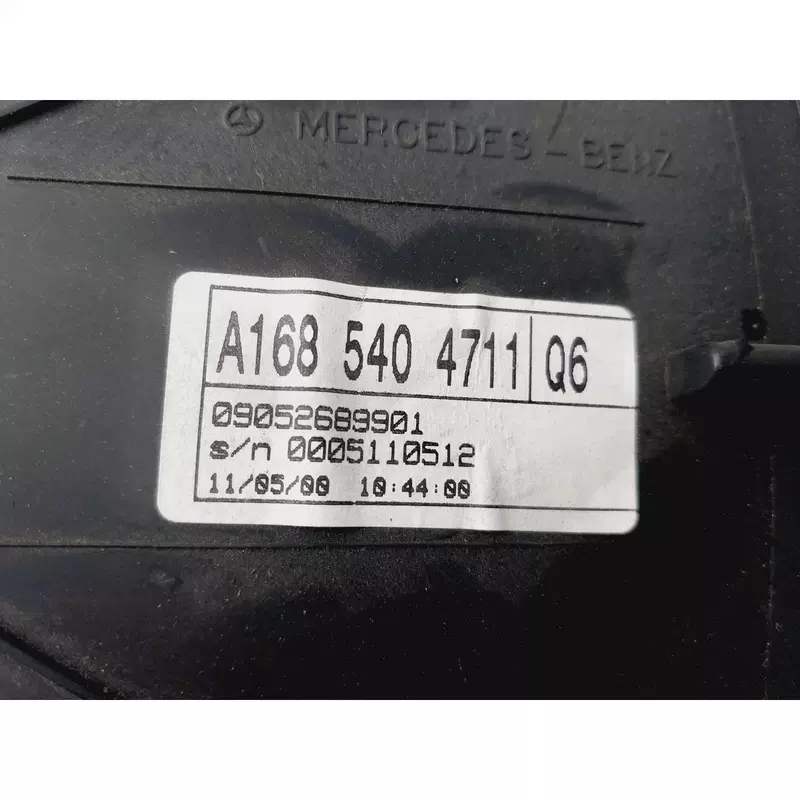 MERCEDES - BENZ
A168 540 4711 Q6
09052689901
s/n 0005110512
11/05/00 10:44:00